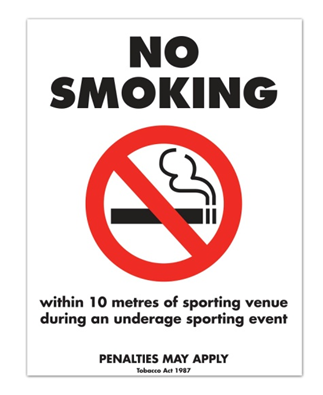 NO
SMOKING
within 10 metres of sporting venue
during an underage sporting event
PENALTIES MAY APPLY
Tobacco Act 1987